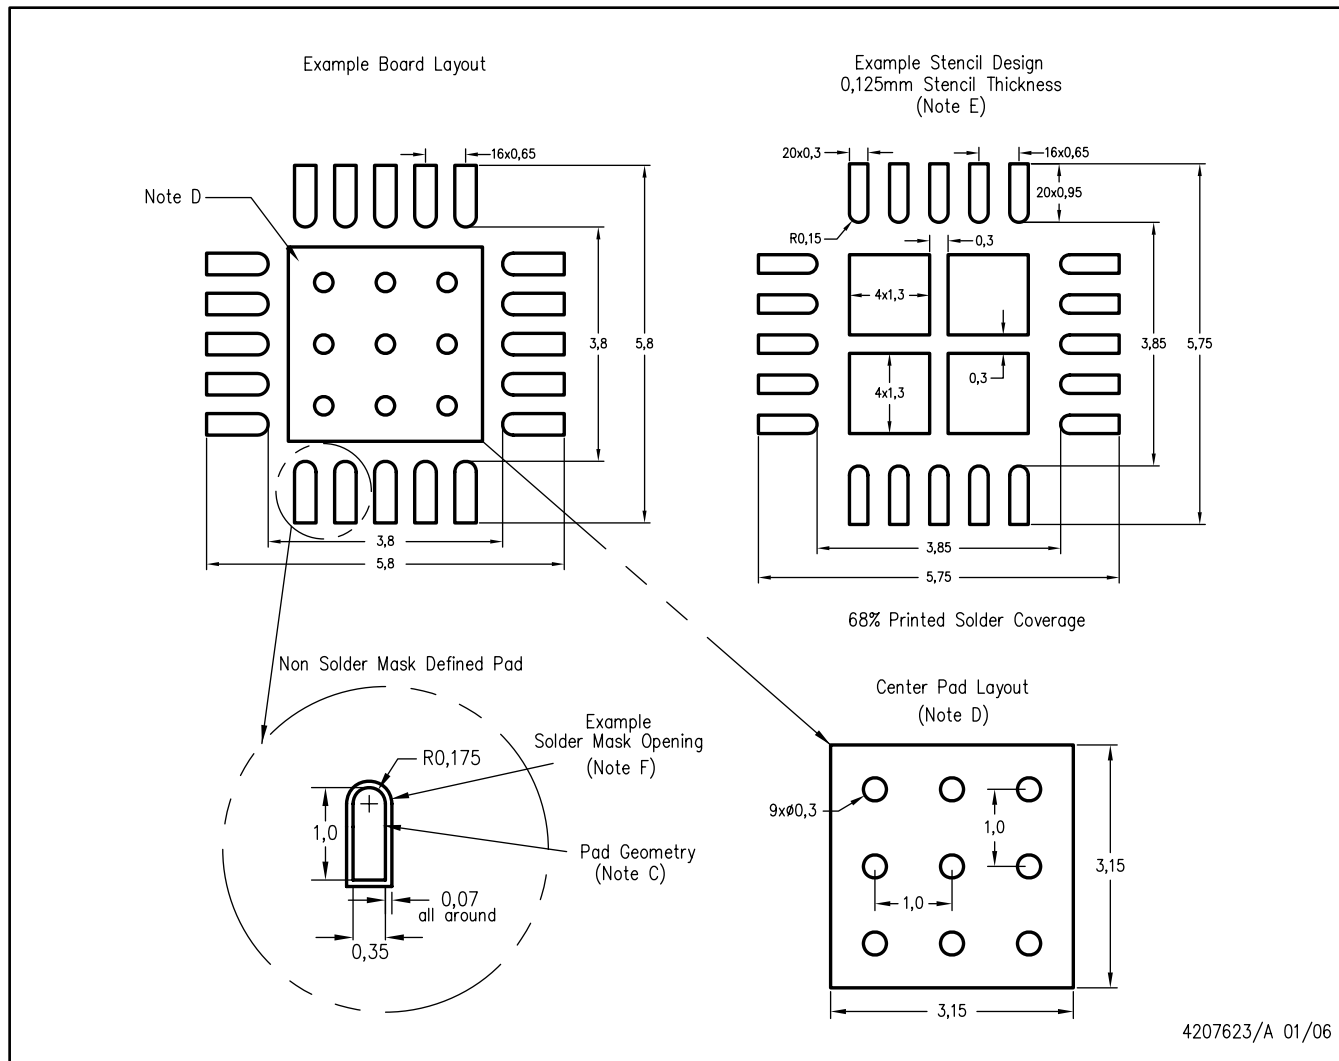 Example Board Layout
16x0,65
Note D
3,8
5,8
3,8
5,8
Example Stencil Design
0,125mm Stencil Thickness
(Note E)
20x0,3
16x0,65
20x0,95
R0,15
0,3
4x1,3
0,3
4x1,3
3,85
5,75
3,85
5,75
68% Printed Solder Coverage
Non Solder Mask Defined Pad
Example
Solder Mask Opening
(Note F)
R0,175
1,0
Pad Geometry
(Note C)
0,07
all around
0,35
Center Pad Layout
(Note D)
9xø0,3
1,0
1,0
3,15
3,15
4207623/A 01/06